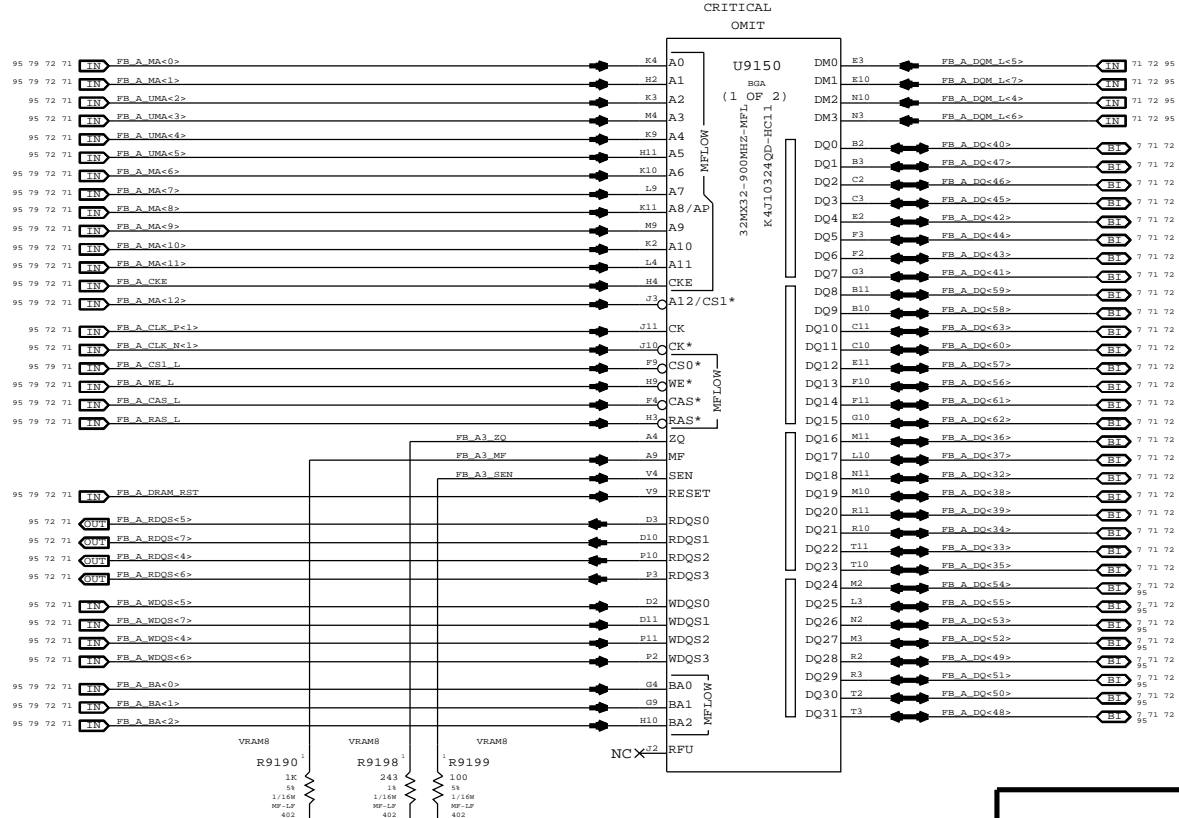 CRITICAL
OMIT
U9150
BGA
(1 OF 2)
32MX32-900MHZ-MFL
K4J10324QD-HC11
95 79 72 71 IN FB_A_MA<0> K4 A0
95 79 72 71 IN FB_A_MA<1> H2 A1
95 72 71 IN FB_A_UMA<2> K3 A2
95 72 71 IN FB_A_UMA<3> M4 A3
95 72 71 IN FB_A_UMA<4> K9 A4
95 72 71 IN FB_A_UMA<5> H11 A5
95 79 72 71 IN FB_A_MA<6> K10 A6
95 79 72 71 IN FB_A_MA<7> L9 A7
95 79 72 71 IN FB_A_MA<8> K11 A8/AP
95 79 72 71 IN FB_A_MA<9> M9 A9
95 79 72 71 IN FB_A_MA<10> K2 A10
95 79 72 71 IN FB_A_MA<11> L4 A11
95 79 72 71 IN FB_A_CKE H4 CKE
95 79 72 71 IN FB_A_MA<12> J3 A12/CS1*
MFLOW
95 72 71 IN FB_A_CLK_P<1> J11 CK
95 72 71 IN FB_A_CLK_N<1> J10 CK*
95 72 71 IN FB_A_CS1_L F9 CS0*
95 79 72 71 IN FB_A_WE_L H9 WE*
95 79 72 71 IN FB_A_CAS_L F4 CAS*
95 79 72 71 IN FB_A_RAS_L H3 RAS*
MFLOW
FB_A3_ZQ A4 ZQ
FB_A3_MF A9 MF
FB_A3_SEN V4 SEN
95 79 72 71 IN FB_A_DRAM_RST V9 RESET
95 72 71 OUT FB_A_RDQS<5> D3 RDQS0
95 72 71 OUT FB_A_RDQS<7> D10 RDQS1
95 72 71 OUT FB_A_RDQS<4> P10 RDQS2
95 72 71 OUT FB_A_RDQS<6> P3 RDQS3
95 72 71 IN FB_A_WDQS<5> D2 WDQS0
95 72 71 IN FB_A_WDQS<7> D11 WDQS1
95 72 71 IN FB_A_WDQS<4> P11 WDQS2
95 72 71 IN FB_A_WDQS<6> P2 WDQS3
95 79 72 71 IN FB_A_BA<0> G4 BA0
95 79 72 71 IN FB_A_BA<1> G9 BA1
95 79 72 71 IN FB_A_BA<2> H10 BA2
MFLOW
NC J2 RFU
DM0 E3 FB_A_DQM_L<5> IN 71 72 95
DM1 E10 FB_A_DQM_L<7> IN 71 72 95
DM2 N10 FB_A_DQM_L<4> IN 71 72 95
DM3 N3 FB_A_DQM_L<6> IN 71 72 95
DQ0 B2 FB_A_DQ<40> BI 7 71 72
DQ1 B3 FB_A_DQ<47> BI 7 71 72
DQ2 C2 FB_A_DQ<46> BI 7 71 72
DQ3 C3 FB_A_DQ<45> BI 7 71 72
DQ4 E2 FB_A_DQ<42> BI 7 71 72
DQ5 F3 FB_A_DQ<44> BI 7 71 72
DQ6 F2 FB_A_DQ<43> BI 7 71 72
DQ7 G3 FB_A_DQ<41> BI 7 71 72
DQ8 B11 FB_A_DQ<59> BI 7 71 72
DQ9 B10 FB_A_DQ<58> BI 7 71 72
DQ10 C11 FB_A_DQ<63> BI 7 71 72
DQ11 C10 FB_A_DQ<60> BI 7 71 72
DQ12 E11 FB_A_DQ<57> BI 7 71 72
DQ13 F10 FB_A_DQ<56> BI 7 71 72
DQ14 F11 FB_A_DQ<61> BI 7 71 72
DQ15 G10 FB_A_DQ<62> BI 7 71 72
DQ16 M11 FB_A_DQ<36> BI 7 71 72
DQ17 L10 FB_A_DQ<37> BI 7 71 72
DQ18 N11 FB_A_DQ<32> BI 7 71 72
DQ19 M10 FB_A_DQ<38> BI 7 71 72
DQ20 R11 FB_A_DQ<39> BI 7 71 72
DQ21 R10 FB_A_DQ<34> BI 7 71 72
DQ22 T11 FB_A_DQ<33> BI 7 71 72
DQ23 T10 FB_A_DQ<35> BI 7 71 72
DQ24 M2 FB_A_DQ<54> BI 7 71 72
95
DQ25 L3 FB_A_DQ<55> BI 7 71 72
95
DQ26 N2 FB_A_DQ<53> BI 7 71 72
95
DQ27 M3 FB_A_DQ<52> BI 7 71 72
95
DQ28 R2 FB_A_DQ<49> BI 7 71 72
95
DQ29 R3 FB_A_DQ<51> BI 7 71 72
95
DQ30 T2 FB_A_DQ<50> BI 7 71 72
95
DQ31 T3 FB_A_DQ<48> BI 7 71 72
95
VRAM8 VRAM8 VRAM8
R9190 1
1K
5%
1/16W
MF-LF
402
R9198 1
243
1%
1/16W
MF-LF
402
1 R9199
100
5%
1/16W
MF-LF
402